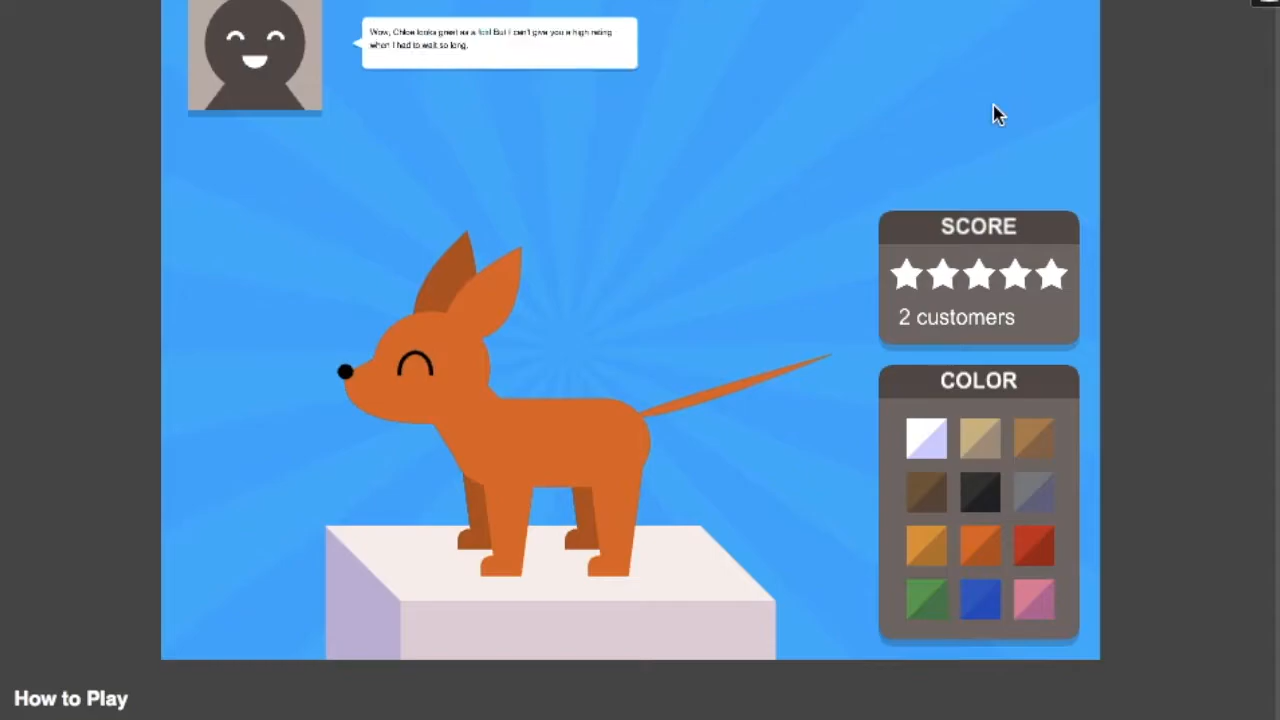 Wow, Chloe looks great as a fox! But I can't give you a high rating
when I had to wait so long.
SCORE
2 customers
COLOR
How to Play